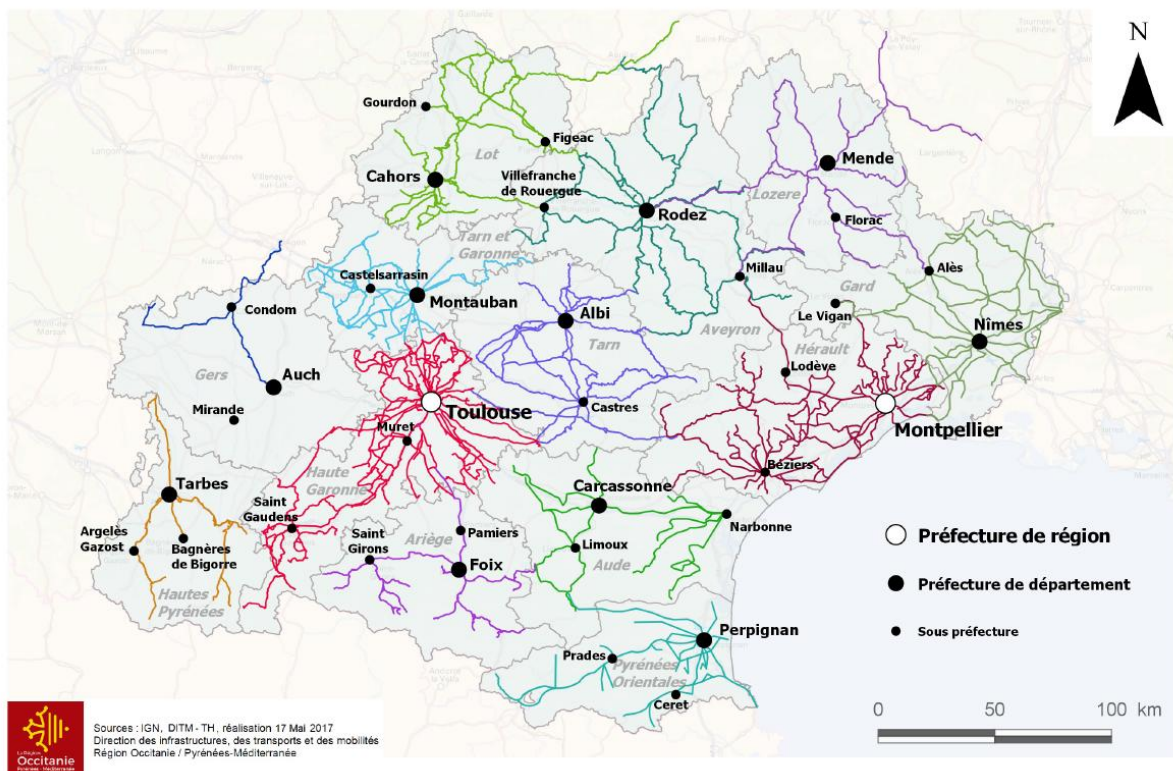 N
Gourdon
Figeac
Lot
Mende
Cahors
Villefranche
de Rouergue
Lozere
Rodez
Florac
Tarn et
Garonne
Castelsarrasin
Millau
Alès
Montauban
Gard
Condom
Albi
Le Vigan
Aveyron
Nîmes
Tarn
Hérault
Gers
Lodève
Auch
Mirande
Toulouse
Castres
Montpellier
Muret
Béziers
Haute
Garonne
Tarbes
Carcassonne
Saint
Gaudens
Narbonne
Argelès
Gazost
Bagnères
de Bigorre
Ariège
Pamiers
Saint
Girons
Limoux
Aude
Foix
Hautes
Pyrénées
Perpignan
Prades
Pyrénées
Orientales
Ceret
Préfecture de région
Préfecture de département
Sous préfecture
0 50 100 km
La Région
Occitanie
Pyrénées - Méditerranée
Sources : IGN, DITM - TH, réalisation 17 Mai 2017
Direction des infrastructures, des transports et des mobilités
Région Occitanie / Pyrénées-Méditerranée